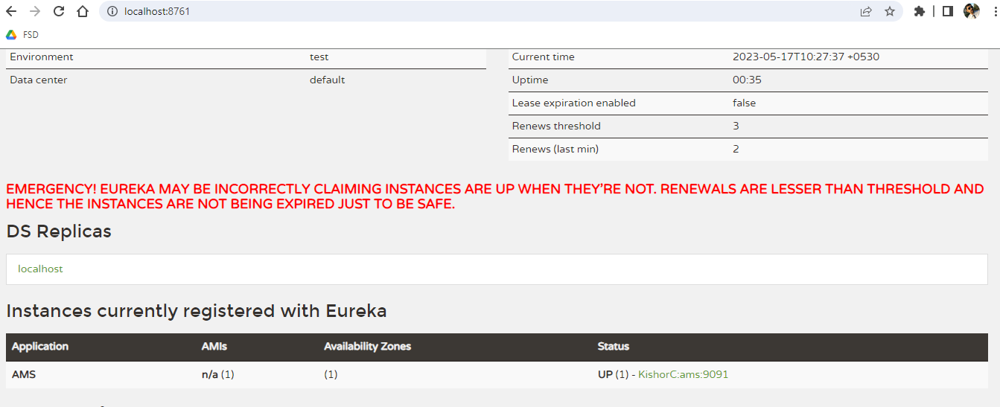 localhost:8761
FSD
Environment test
Data center default
Current time 2023-05-17T10:27:37 +0530
Uptime 00:35
Lease expiration enabled false
Renews threshold 3
Renews (last min) 2
EMERGENCY! EUREKA MAY BE INCORRECTLY CLAIMING INSTANCES ARE UP WHEN THEY'RE NOT. RENEWALS ARE LESSER THAN THRESHOLD AND
HENCE THE INSTANCES ARE NOT BEING EXPIRED JUST TO BE SAFE.
DS Replicas
localhost
Instances currently registered with Eureka
Application AMIs Availability Zones Status
AMS n/a (1) (1) UP (1) - KishorC:ams:9091